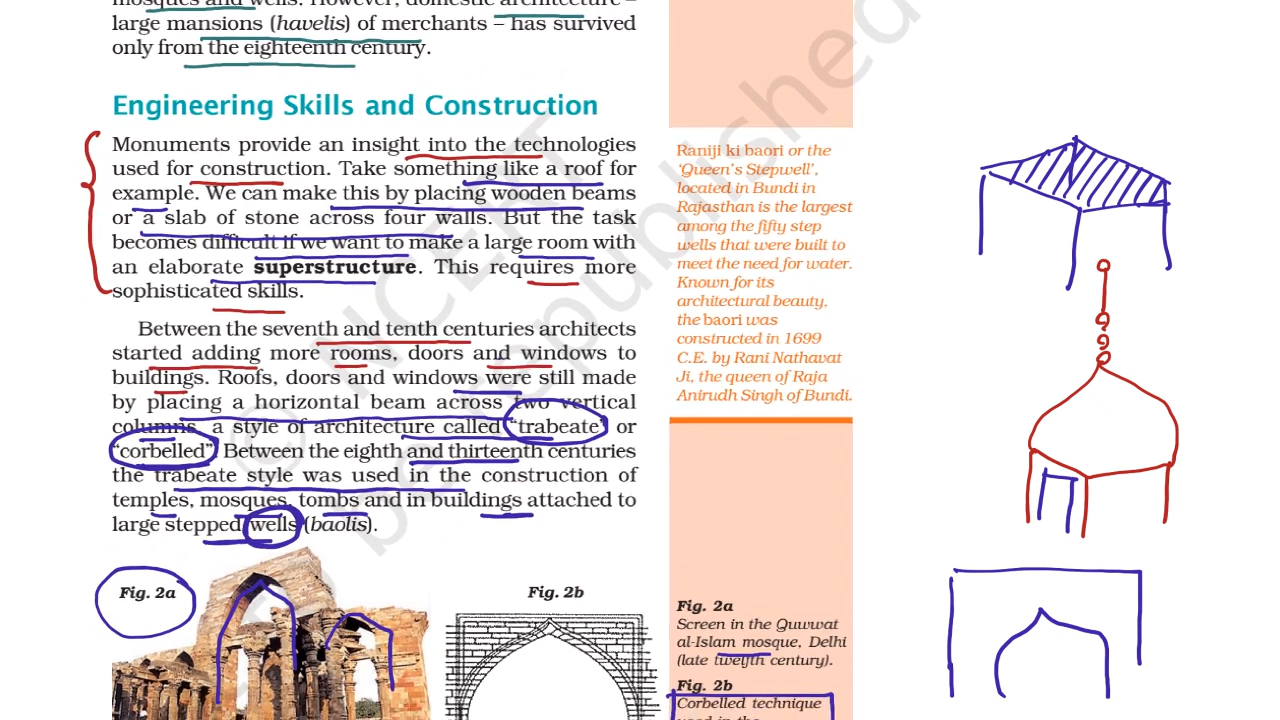 mosques and wells. However, domestic architecture –
large mansions (havelis) of merchants – has survived
only from the eighteenth century.
Engineering Skills and Construction
Monuments provide an insight into the technologies
used for construction. Take something like a roof for
example. We can make this by placing wooden beams
or a slab of stone across four walls. But the task
becomes difficult if we want to make a large room with
an elaborate superstructure. This requires more
sophisticated skills.
Between the seventh and tenth centuries architects
started adding more rooms, doors and windows to
buildings. Roofs, doors and windows were still made
by placing a horizontal beam across two vertical
columns, a style of architecture called “trabeate” or
“corbelled”. Between the eighth and thirteenth centuries
the trabeate style was used in the construction of
temples, mosques, tombs and in buildings attached to
large stepped wells (baolis).
Fig. 2a
Fig. 2b
Raniji ki baori or the
‘Queen’s Stepwell’,
located in Bundi in
Rajasthan is the largest
among the fifty step
wells that were built to
meet the need for water.
Known for its
architectural beauty,
the baori was
constructed in 1699
C.E. by Rani Nathavat
Ji, the queen of Raja
Anirudh Singh of Bundi.
Fig. 2a
Screen in the Quwwat
al-Islam mosque, Delhi
(late twelfth century).
Fig. 2b
Corbelled technique
used in the
© NCERT
be republished